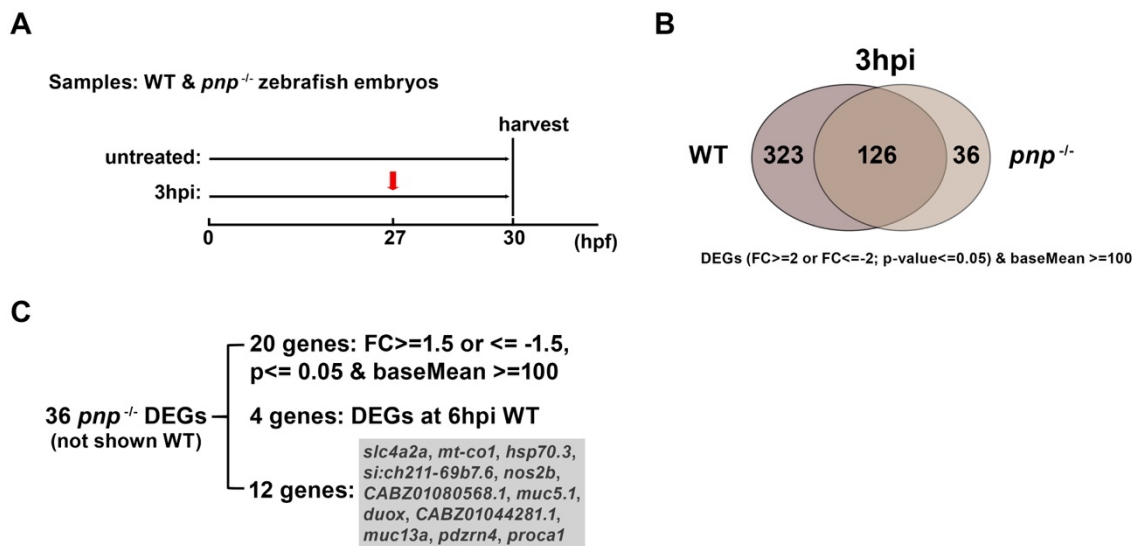 A
Samples: WT & pnp -/- zebrafish embryos
harvest
untreated:
3hpi:
0
27
30
(hpf)
B
3hpi
WT
323
126
36
pnp -/-
DEGs (FC>=2 or FC<=-2; p-value<=0.05) & baseMean >=100
C
36 pnp -/- DEGs
(not shown WT)
20 genes: FC>=1.5 or <= -1.5,
p<= 0.05 & baseMean >=100
4 genes: DEGs at 6hpi WT
12 genes:
slc4a2a, mt-co1, hsp70.3,
si:ch211-69b7.6, nos2b,
CABZ01080568.1, muc5.1,
duox, CABZ01044281.1,
muc13a, pdzrn4, proca1